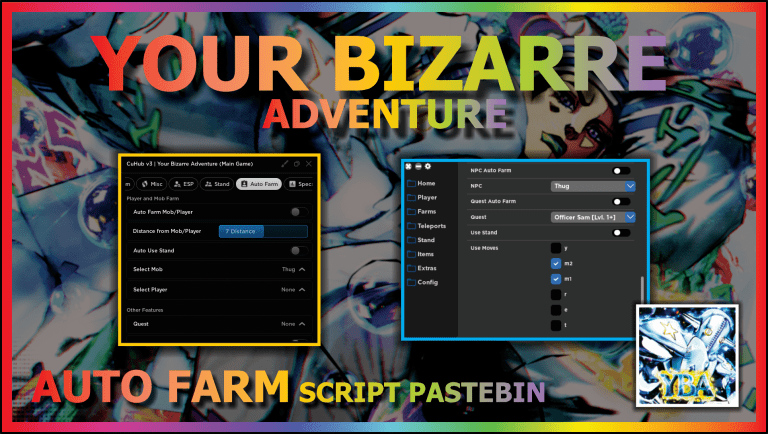 YOUR BIZARRE
ADVENTURE
CuHub v3 | Your Bizarre Adventure (Main Game)
m
Misc
ESP
Stand
Auto Farm
Spec
Player and Mob Farm
Auto Farm Mob/Player
Distance from Mob/Player
7 Distance
Auto Use Stand
Select Mob
Thug
Select Player
None
Other Features
Quest
None
Home
Player
Farms
Teleports
Stand
Items
Extras
Config
NPC Auto Farm
NPC
Thug
Quest Auto Farm
Quest
Officer Sam [Lvl. 1+]
Use Stand
Use Moves
y
m2
m1
r
e
t
YBA
AUTO FARM SCRIPT PASTEBIN